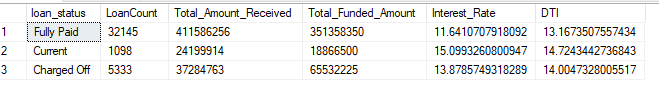 loan_status LoanCount Total_Amount_Received Total_Funded_Amount Interest_Rate DTI
1 Fully Paid 32145 411586256 351358350 11.6410707918092 13.1673507557434
2 Current 1098 24199914 18866500 15.0993260800947 14.7243442736843
3 Charged Off 5333 37284763 65532225 13.8785749318289 14.0047328005517